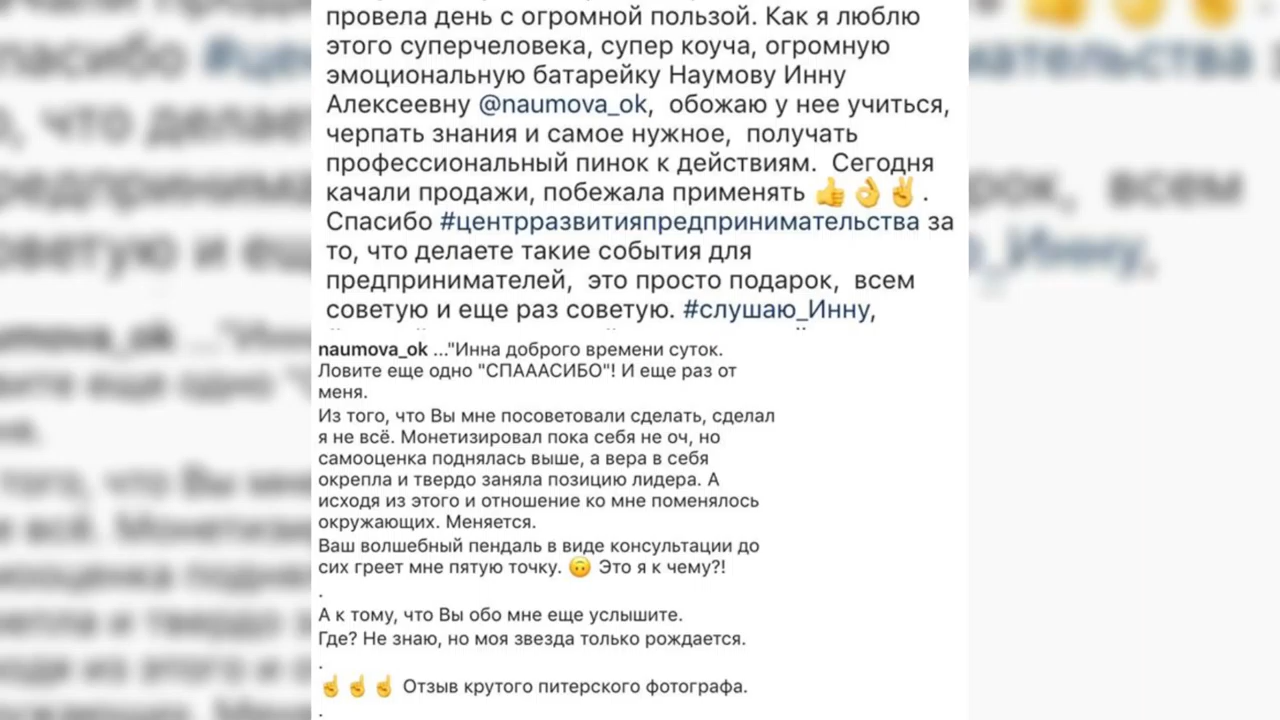 провела день с огромной пользой. Как я люблю
этого суперчеловека, супер коуча, огромную
эмоциональную батарейку Наумову Инну
Алексеевну @naumova_ok, обожаю у нее учиться,
черпать знания и самое нужное, получать
профессиональный пинок к действиям. Сегодня
качали продажи, побежала применять 👍👌✌️.
Спасибо #центрразвитияпредпринимательства за
то, что делаете такие события для
предпринимателей, это просто подарок, всем
советую и еще раз советую. #слушаю_Инну,
naumova_ok ..."Инна доброго времени суток.
Ловите еще одно "СПАААСИБО"! И еще раз от
меня.
Из того, что Вы мне посоветовали сделать, сделал
я не всё. Монетизировал пока себя не оч, но
самооценка поднялась выше, а вера в себя
окрепла и твердо заняла позицию лидера. А
исходя из этого и отношение ко мне поменялось
окружающих. Меняется.
Ваш волшебный пендаль в виде консультации до
сих греет мне пятую точку. 🙃 Это я к чему?!
.
А к тому, что Вы обо мне еще услышите.
Где? Не знаю, но моя звезда только рождается.
.
☝️☝️☝️ Отзыв крутого питерского фотографа.
.